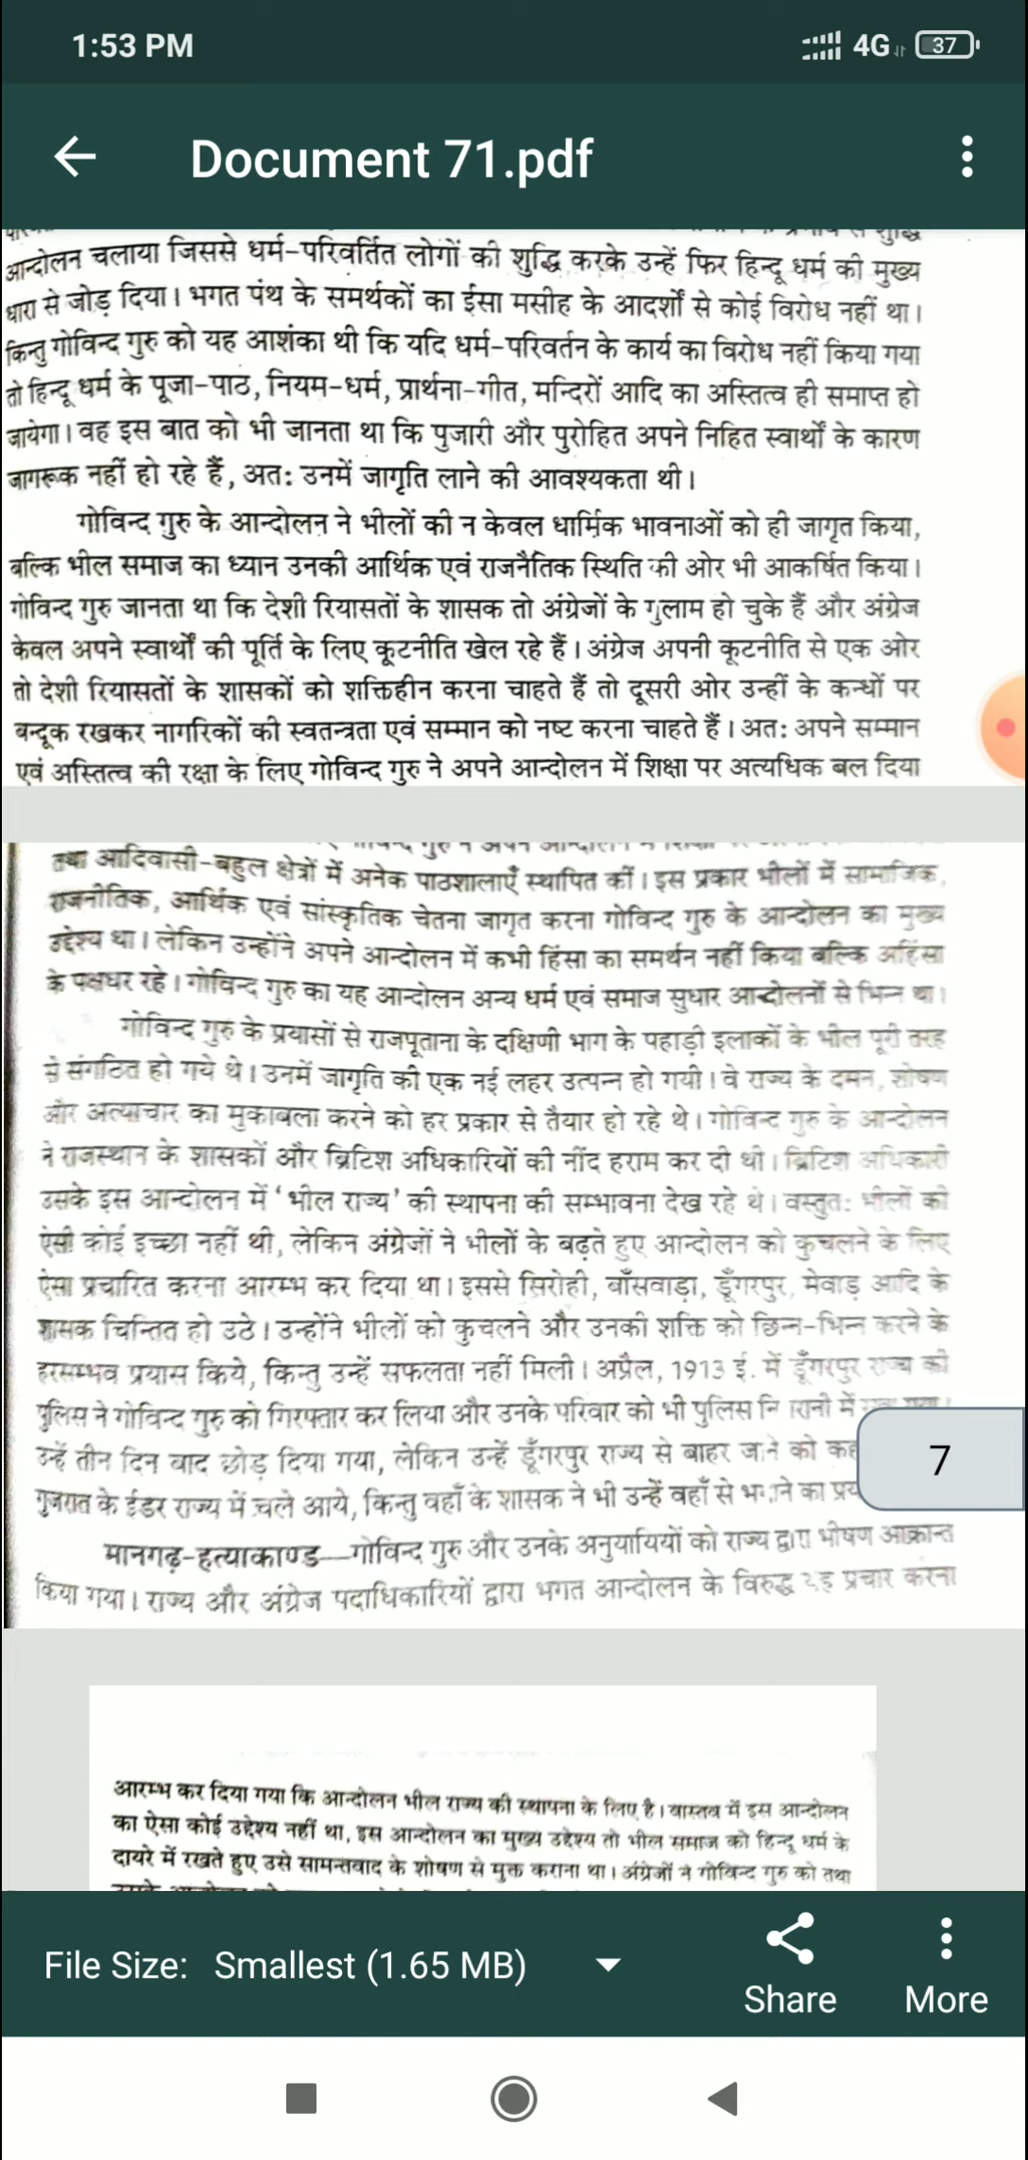 1:53 PM
4G 37
Document 71.pdf
आन्दोलन चलाया जिससे धर्म-परिवर्तित लोगों की शुद्धि करके उन्हें फिर हिन्दू धर्म की मुख्य
धारा से जोड़ दिया। भगत पंथ के समर्थकों का ईसा मसीह के आदर्शों से कोई विरोध नहीं था।
किन्तु गोविन्द गुरु को यह आशंका थी कि यदि धर्म-परिवर्तन के कार्य का विरोध नहीं किया गया
तो हिन्दू धर्म के पूजा-पाठ, नियम-धर्म, प्रार्थना-गीत, मन्दिरों आदि का अस्तित्व ही समाप्त हो
जायेगा। वह इस बात को भी जानता था कि पुजारी और पुरोहित अपने निहित स्वार्थों के कारण
जागरूक नहीं हो रहे हैं, अतः उनमें जागृति लाने की आवश्यकता थी।
गोविन्द गुरु के आन्दोलन ने भीलों की न केवल धार्मिक भावनाओं को ही जागृत किया,
बल्कि भील समाज का ध्यान उनकी आर्थिक एवं राजनैतिक स्थिति की ओर भी आकर्षित किया।
गोविन्द गुरु जानता था कि देशी रियासतों के शासक तो अंग्रेजों के गुलाम हो चुके हैं और अंग्रेज
केवल अपने स्वार्थों की पूर्ति के लिए कूटनीति खेल रहे हैं। अंग्रेज अपनी कूटनीति से एक ओर
तो देशी रियासतों के शासकों को शक्तिहीन करना चाहते हैं तो दूसरी ओर उन्हीं के कन्धों पर
बन्दूक रखकर नागरिकों की स्वतन्त्रता एवं सम्मान को नष्ट करना चाहते हैं। अतः अपने सम्मान
एवं अस्तित्व की रक्षा के लिए गोविन्द गुरु ने अपने आन्दोलन में शिक्षा पर अत्यधिक बल दिया
तथा आदिवासी-बहुल क्षेत्रों में अनेक पाठशालाएँ स्थापित कीं। इस प्रकार भीलों में सामाजिक,
राजनीतिक, आर्थिक एवं सांस्कृतिक चेतना जागृत करना गोविन्द गुरु के आन्दोलन का मुख्य
उद्देश्य था। लेकिन उन्होंने अपने आन्दोलन में कभी हिंसा का समर्थन नहीं किया बल्कि अहिंसा
के पक्षधर रहे। गोविन्द गुरु का यह आन्दोलन अन्य धर्म एवं समाज सुधार आन्दोलनों से भिन्न था।
गोविन्द गुरु के प्रयासों से राजपूताना के दक्षिणी भाग के पहाड़ी इलाकों के भील पूरी तरह
से संगठित हो गये थे। उनमें जागृति की एक नई लहर उत्पन्न हो गयी। वे राज्य के दमन, शोषण
और अत्याचार का मुकाबला करने को हर प्रकार से तैयार हो रहे थे। गोविन्द गुरु के आन्दोलन
ने राजस्थान के शासकों और ब्रिटिश अधिकारियों की नींद हराम कर दी थी। ब्रिटिश अधिकारी
उसके इस आन्दोलन में 'भील राज्य' की स्थापना की सम्भावना देख रहे थे। वस्तुतः भीलों की
ऐसी कोई इच्छा नहीं थी, लेकिन अंग्रेजों ने भीलों के बढ़ते हुए आन्दोलन को कुचलने के लिए
ऐसा प्रचारित करना आरम्भ कर दिया था। इससे सिरोही, बाँसवाड़ा, डूँगरपुर, मेवाड़ आदि के
शासक चिन्तित हो उठे। उन्होंने भीलों को कुचलने और उनकी शक्ति को छिन्न-भिन्न करने के
हरसम्भव प्रयास किये, किन्तु उन्हें सफलता नहीं मिली। अप्रैल, 1913 ई. में डूँगरपुर राज्य की
पुलिस ने गोविन्द गुरु को गिरफ्तार कर लिया और उनके परिवार को भी पुलिस में
उन्हें तीन दिन बाद छोड़ दिया गया, लेकिन उन्हें डूँगरपुर राज्य से बाहर जाने को
गुजरात के ईडर राज्य में चले आये, किन्तु वहाँ के शासक ने भी उन्हें वहाँ से भगाने का
7
मानगढ़-हत्याकाण्ड—गोविन्द गुरु और उनके अनुयायियों को राज्य द्वारा भीषण आक्रान्त
किया गया। राज्य और अंग्रेज पदाधिकारियों द्वारा भगत आन्दोलन के विरुद्ध प्रचार करना
आरम्भ कर दिया गया कि आन्दोलन भील राज्य की स्थापना के लिए है। वास्तव में इस आन्दोलन
का ऐसा कोई उद्देश्य नहीं था, इस आन्दोलन का मुख्य उद्देश्य तो भील समाज को हिन्दू धर्म के
दायरे में रखते हुए उसे सामन्तवाद के शोषण से मुक्त कराना था। अंग्रेजों ने गोविन्द गुरु को तथा
File Size: Smallest (1.65 MB)
Share
More